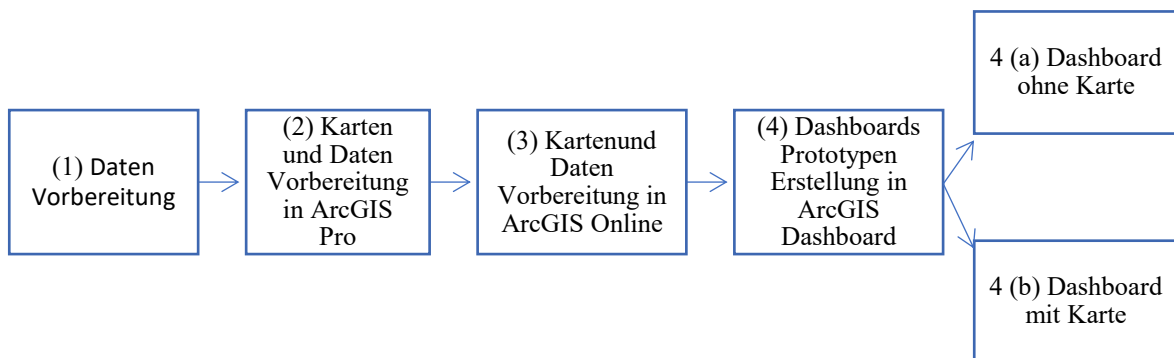 (1) Daten
Vorbereitung
(2) Karten
und Daten
Vorbereitung
in ArcGIS
Pro
(3) Kartenund
Daten
Vorbereitung in
ArcGIS Online
(4) Dashboards
Prototypen
Erstellung in
ArcGIS
Dashboard
4 (a) Dashboard
ohne Karte
4 (b) Dashboard
mit Karte